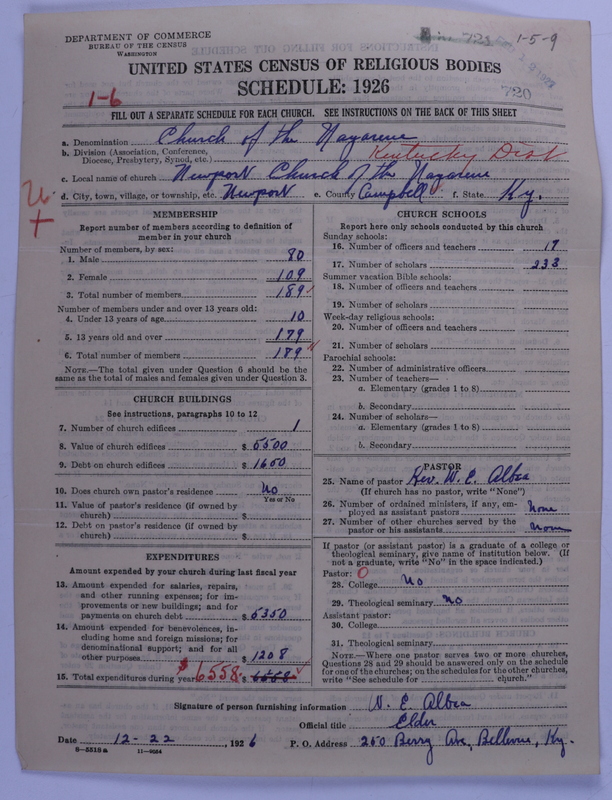 DEPARTMENT OF COMMERCE
BUREAU OF THE CENSUS
WASHINGTON
1-5-9
720
UNITED STATES CENSUS OF RELIGIOUS BODIES
SCHEDULE: 1926
1-6
FILL OUT A SEPARATE SCHEDULE FOR EACH CHURCH. SEE INSTRUCTIONS ON THE BACK OF THIS SHEET
a. Denomination Church of the Nazarene
b. Division (Association, Conference, Diocese, Presbytery, Synod, etc.) Kentucky Dist
c. Local name of church Newport Church of the Nazarene
d. City, town, village, or township, etc. Newport e. County Campbell f. State Ky.
MEMBERSHIP
Report number of members according to definition of
member in your church
Number of members, by sex:
1. Male 80
2. Female 109
3. Total number of members 189
Number of members under and over 13 years old:
4. Under 13 years of age 10
5. 13 years old and over 179
6. Total number of members 189
NOTE.—The total given under Question 6 should be the
same as the total of males and females given under Question 3.
CHURCH BUILDINGS
See instructions, paragraphs 10 to 12
7. Number of church edifices 1
8. Value of church edifices $ 5500
9. Debt on church edifices $ 1650
10. Does church own pastor's residence No
Yes or No
11. Value of pastor's residence (if owned by
church) $
12. Debt on pastor's residence (if owned by
church) $
EXPENDITURES
Amount expended by your church during last fiscal year
13. Amount expended for salaries, repairs,
and other running expenses; for im-
provements or new buildings; and for
payments on church debt $ 5350
14. Amount expended for benevolences, in-
cluding home and foreign missions; for
denominational support; and for all
other purposes $ 1208
15. Total expenditures during year $ 6558 $ 6558
CHURCH SCHOOLS
Report here only schools conducted by this church
Sunday schools:
16. Number of officers and teachers 17
17. Number of scholars 233
Summer vacation Bible schools:
18. Number of officers and teachers
19. Number of scholars
Week-day religious schools:
20. Number of officers and teachers
21. Number of scholars
Parochial schools:
22. Number of administrative officers
23. Number of teachers—
a. Elementary (grades 1 to 8)
b. Secondary
24. Number of scholars—
a. Elementary (grades 1 to 8)
b. Secondary
PASTOR
25. Name of pastor Rev. W. E. Albea
(If church has no pastor, write "None")
26. Number of ordained ministers, if any, em-
ployed as assistant pastors None
27. Number of other churches served by the
pastor or his assistants None
If pastor (or assistant pastor) is a graduate of a college or
theological seminary, give name of institution below. (If
not a graduate, write "No" in the space indicated.)
Pastor: O
28. College No
29. Theological seminary No
Assistant pastor:
30. College
31. Theological seminary
NOTE.—Where one pastor serves two or more churches,
Questions 28 and 29 should be answered only on the schedule
for one of the churches; on the schedules for the other churches,
write "See schedule for church."
Signature of person furnishing information W. E. Albea
Official title Elder
Date 12-22, 1926 P. O. Address 250 Berry Ave, Bellevue, Ky.
8-5518a 11-9054